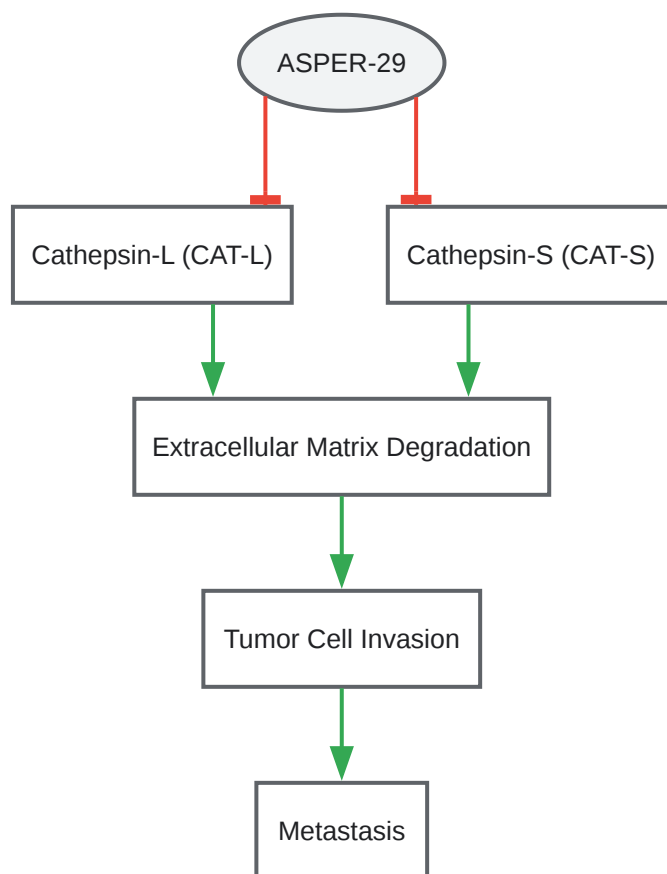 ASPER-29
Cathepsin-L (CAT-L)
Cathepsin-S (CAT-S)
Extracellular Matrix Degradation
Tumor Cell Invasion
Metastasis